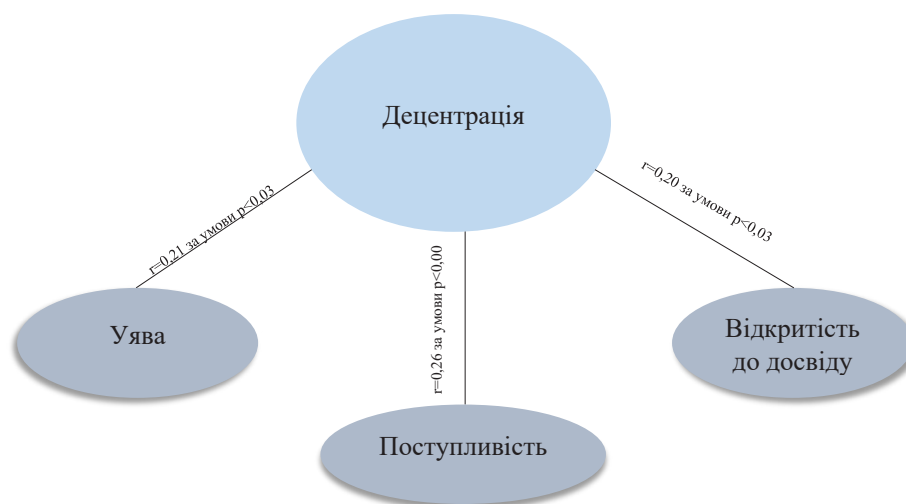 Децентрація
r=0,21 за умови p<0,03
r=0,26 за умови p<0,00
r=0,20 за умови p<0,03
Уява
Поступливість
Відкритість
до досвіду